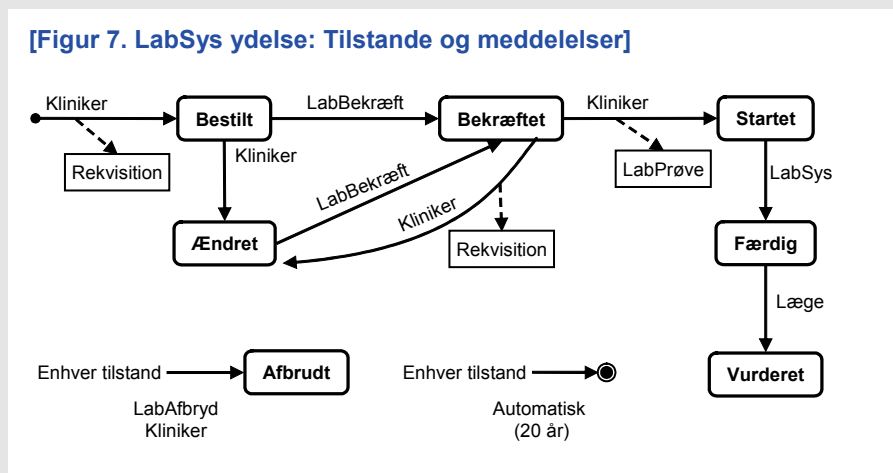 [Figur 7. LabSys ydelse: Tilstande og meddelelser]
Kliniker
Bestilt
LabBekræft
Bekræftet
Kliniker
Startet
Rekvisition
Kliniker
LabBekræft
Kliniker
LabPrøve
LabSys
Ændret
Rekvisition
Færdig
Læge
Enhver tilstand
Afbrudt
LabAfbryd
Kliniker
Enhver tilstand
Automatisk
(20 år)
Vurderet